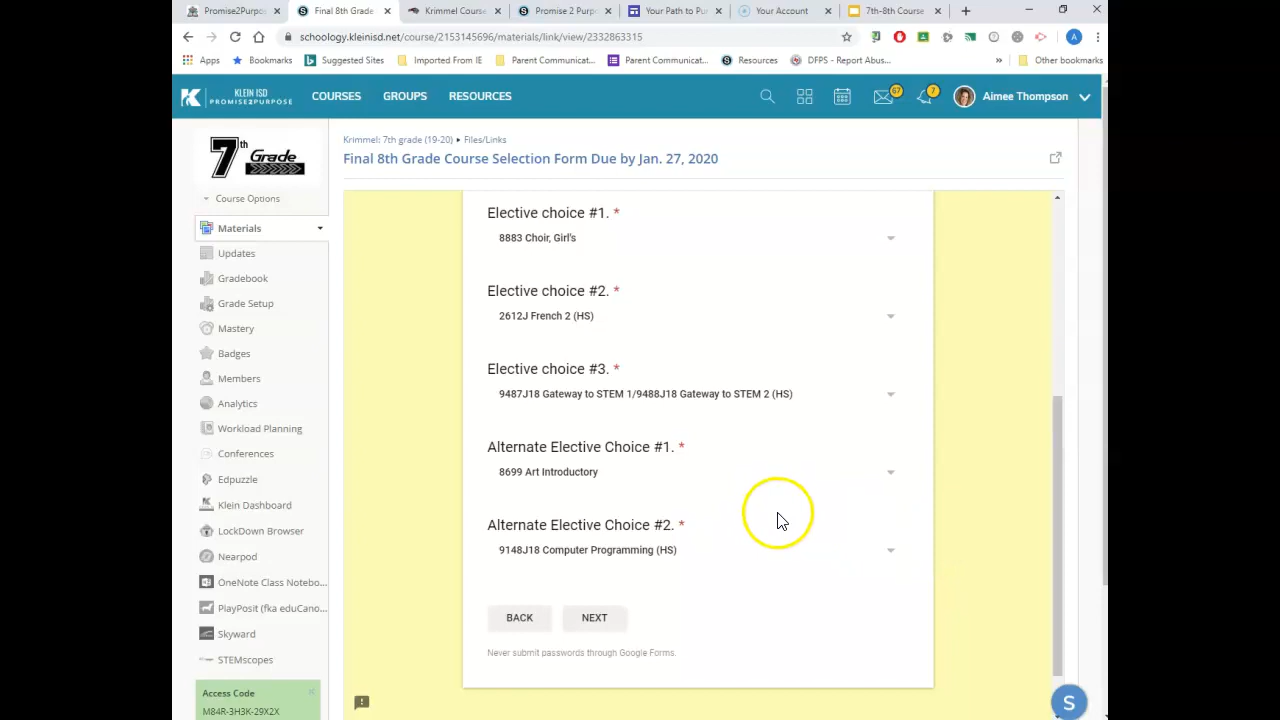 Promise2Purpo
Final 8th Grade
Krimmel Course
Promise 2 Purpo
Your Path to Pu
Your Account
7th-8th Course
schoology.kleinisd.net/course/2153145696/materials/link/view/2332863315
Apps
Bookmarks
Suggested Sites
Imported From IE
Parent Communicat...
Parent Communicat...
Resources
DFPS - Report Abus...
Other bookmarks
KLEIN ISD
PROMISE2PURPOSE
COURSES
GROUPS
RESOURCES
67
7
Aimee Thompson
7th Grade
Course Options
Materials
Updates
Gradebook
Grade Setup
Mastery
Badges
Members
Analytics
Workload Planning
Conferences
Edpuzzle
Klein Dashboard
LockDown Browser
Nearpod
OneNote Class Notebo...
PlayPosit (fka eduCano...
Skyward
STEMscopes
Access Code
M84R-3H3K-29X2X
Krimmel: 7th grade (19-20) ▸ Files/Links
Final 8th Grade Course Selection Form Due by Jan. 27, 2020
Elective choice #1. *
8883 Choir, Girl's
Elective choice #2. *
2612J French 2 (HS)
Elective choice #3. *
9487J18 Gateway to STEM 1/9488J18 Gateway to STEM 2 (HS)
Alternate Elective Choice #1. *
8699 Art Introductory
Alternate Elective Choice #2. *
9148J18 Computer Programming (HS)
BACK
NEXT
Never submit passwords through Google Forms.
S